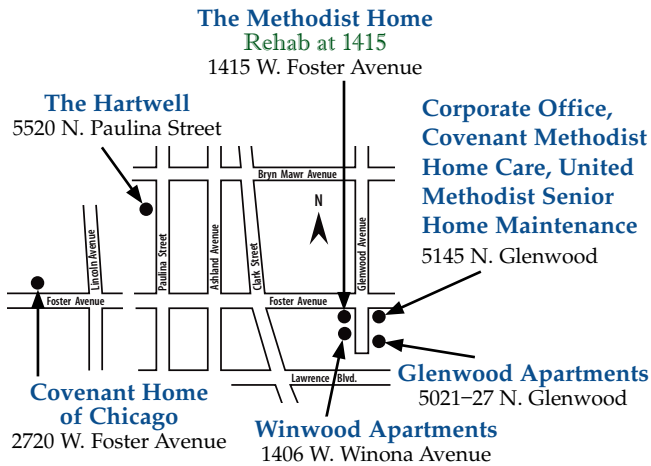 The Methodist Home
Rehab at 1415
1415 W. Foster Avenue
The Hartwell
5520 N. Paulina Street
Corporate Office,
Covenant Methodist
Home Care, United
Methodist Senior
Home Maintenance
5145 N. Glenwood
Bryn Mawr Avenue
N
Lincoln Avenue
Paulina Street
Ashland Avenue
Clark Street
Glenwood Avenue
Foster Avenue
Foster Avenue
Lawrence Blvd.
Glenwood Apartments
5021–27 N. Glenwood
Covenant Home
of Chicago
2720 W. Foster Avenue
Winwood Apartments
1406 W. Winona Avenue